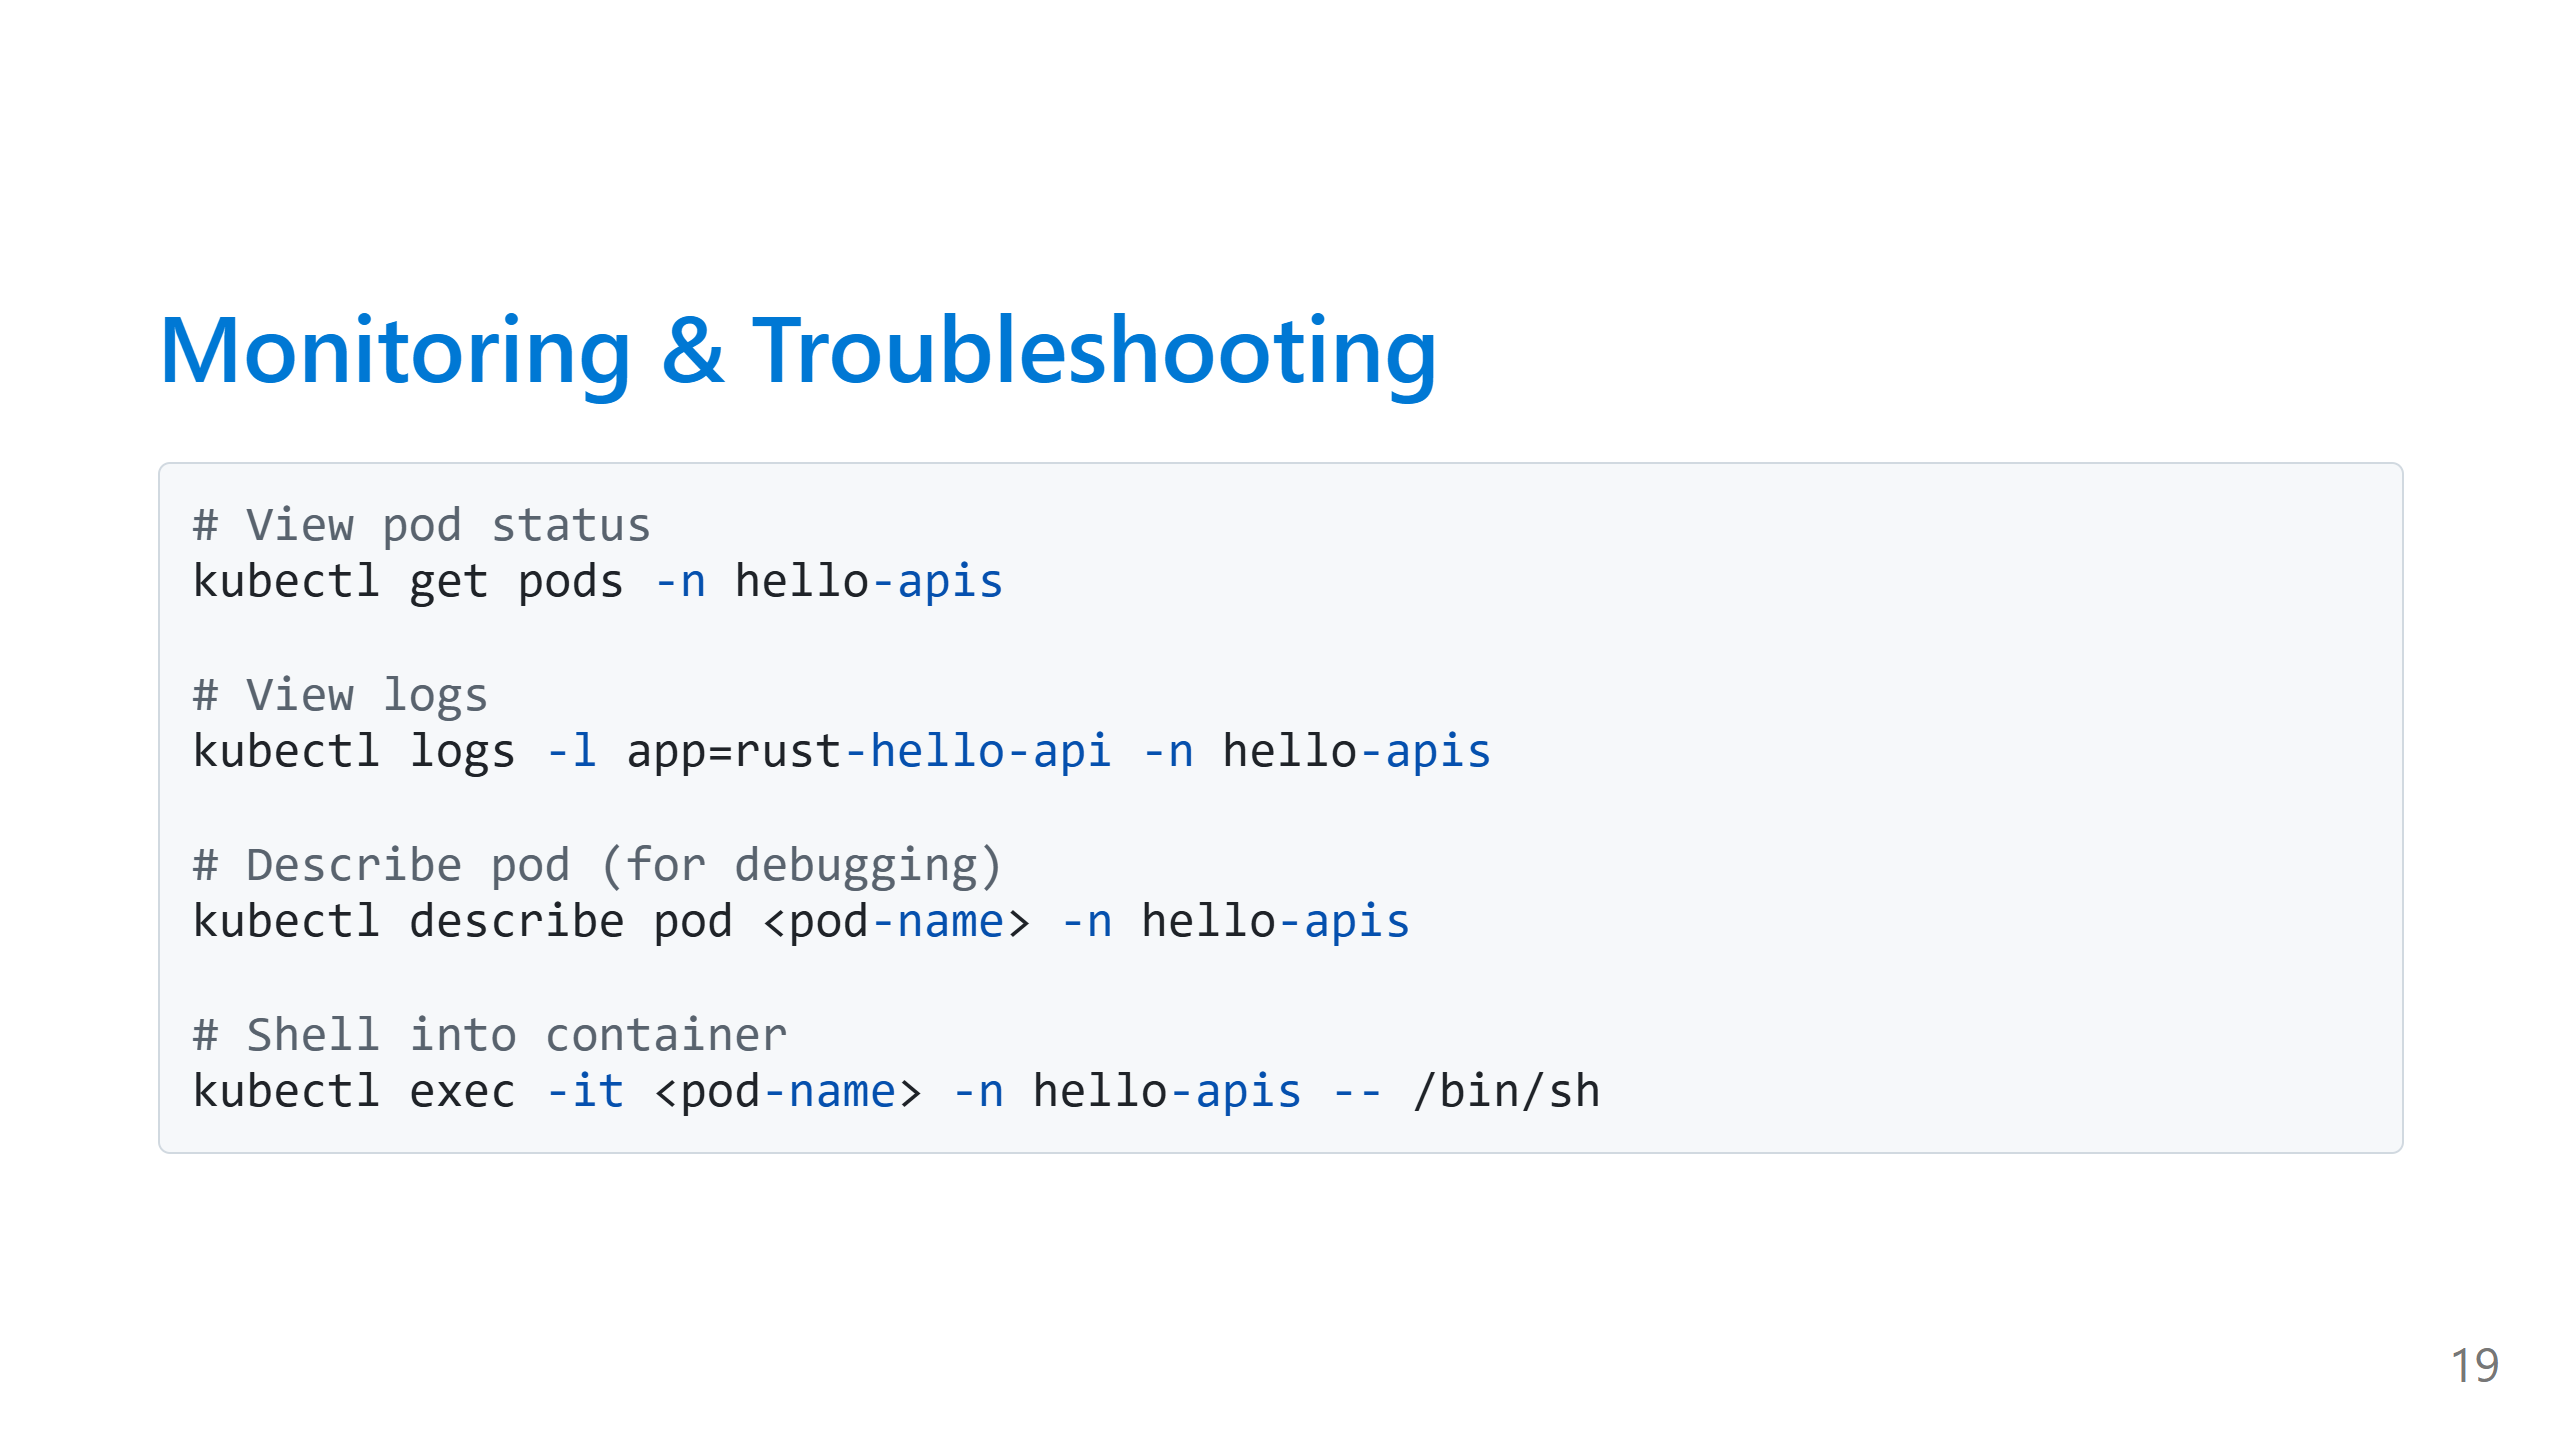 Monitoring & Troubleshooting
# View pod status
kubectl get pods -n hello-apis
# View logs
kubectl logs -l app=rust-hello-api -n hello-apis
# Describe pod (for debugging)
kubectl describe pod <pod-name> -n hello-apis
# Shell into container
kubectl exec -it <pod-name> -n hello-apis -- /bin/sh
19